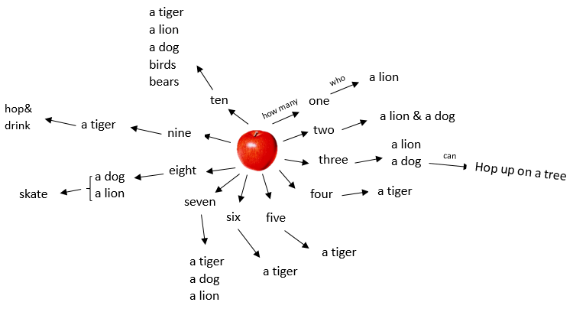 a tiger
a lion
a dog
birds
bears
ten
how many
one
who
a lion
two
a lion & a dog
three
a lion
a dog
can
Hop up on a tree
four
a tiger
five
a tiger
six
a tiger
seven
a tiger
a dog
a lion
eight
a dog
a lion
skate
nine
a tiger
hop&
drink